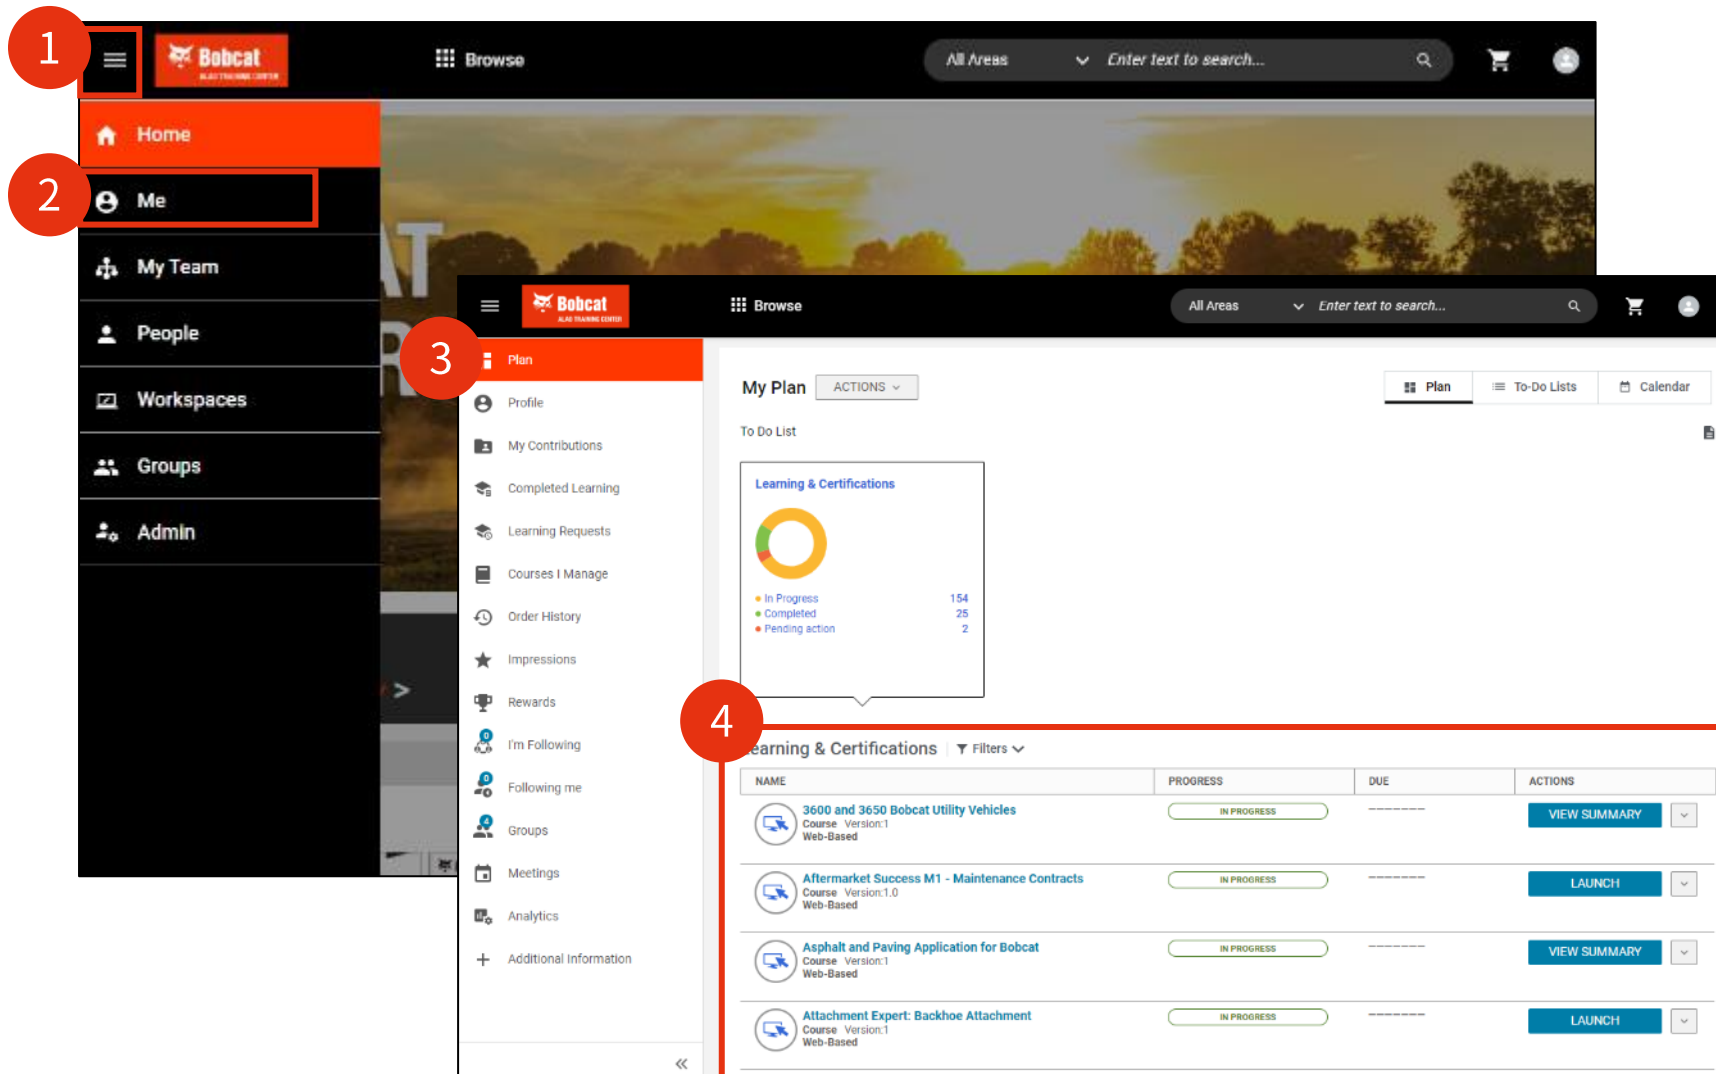 1
Bobcat
Browse
All Areas
Enter text to search...
Home
2
Me
My Team
People
Workspaces
Groups
Admin
AT
R
>
Bobcat
ALAO TRAINING CENTER
Browse
All Areas
Enter text to search...
3
Plan
Profile
My Contributions
Completed Learning
Learning Requests
Courses I Manage
Order History
Impressions
Rewards
0
I'm Following
0
Following me
4
Groups
Meetings
Analytics
Additional Information
My Plan
ACTIONS
Plan
To-Do Lists
Calendar
To Do List
Learning & Certifications
In Progress 154
Completed 25
Pending action 2
4
earning & Certifications
Filters
NAME PROGRESS DUE ACTIONS
3600 and 3650 Bobcat Utility Vehicles
Course Version:1
Web-Based
IN PROGRESS
-------
VIEW SUMMARY
Aftermarket Success M1 - Maintenance Contracts
Course Version:1.0
Web-Based
IN PROGRESS
-------
LAUNCH
Asphalt and Paving Application for Bobcat
Course Version:1
Web-Based
IN PROGRESS
-------
VIEW SUMMARY
Attachment Expert: Backhoe Attachment
Course Version:1
Web-Based
IN PROGRESS
-------
LAUNCH